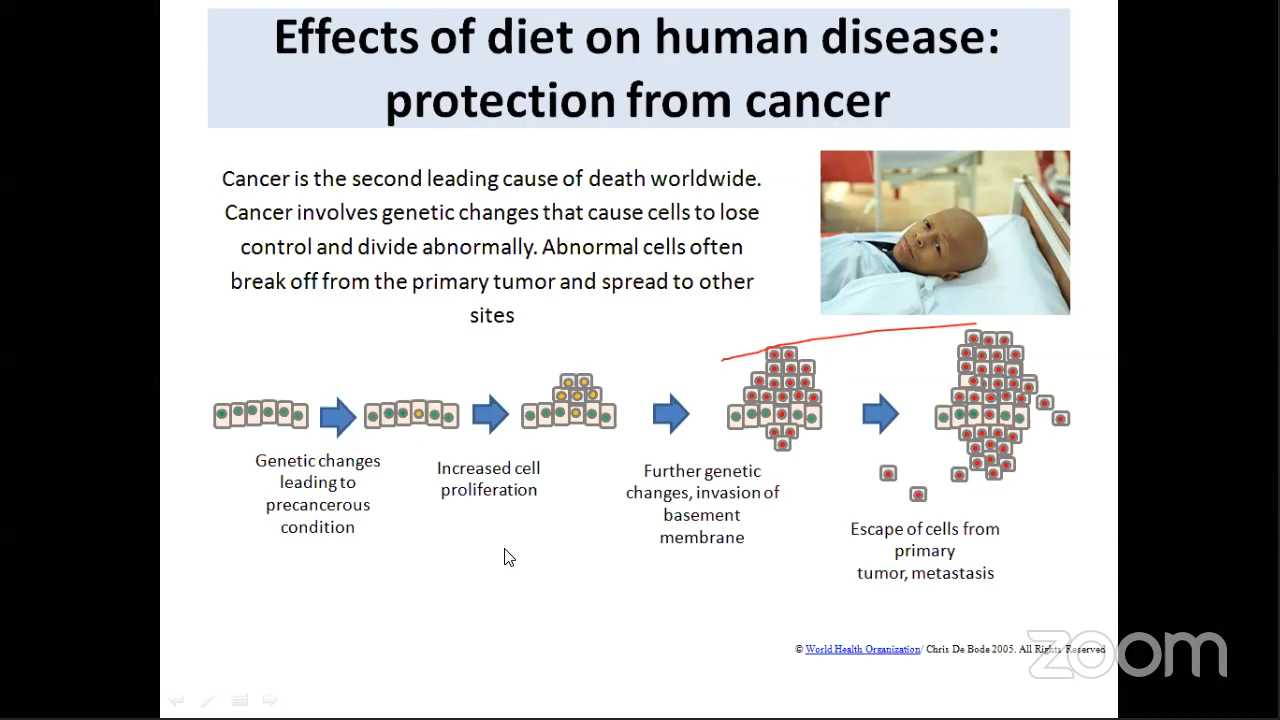 Effects of diet on human disease:
protection from cancer
Cancer is the second leading cause of death worldwide.
Cancer involves genetic changes that cause cells to lose
control and divide abnormally. Abnormal cells often
break off from the primary tumor and spread to other
sites
Genetic changes
leading to
precancerous
condition
Increased cell
proliferation
Further genetic
changes, invasion of
basement
membrane
Escape of cells from
primary
tumor, metastasis
© World Health Organization/ Chris De Bode 2005. All Rights Reserved
zoom